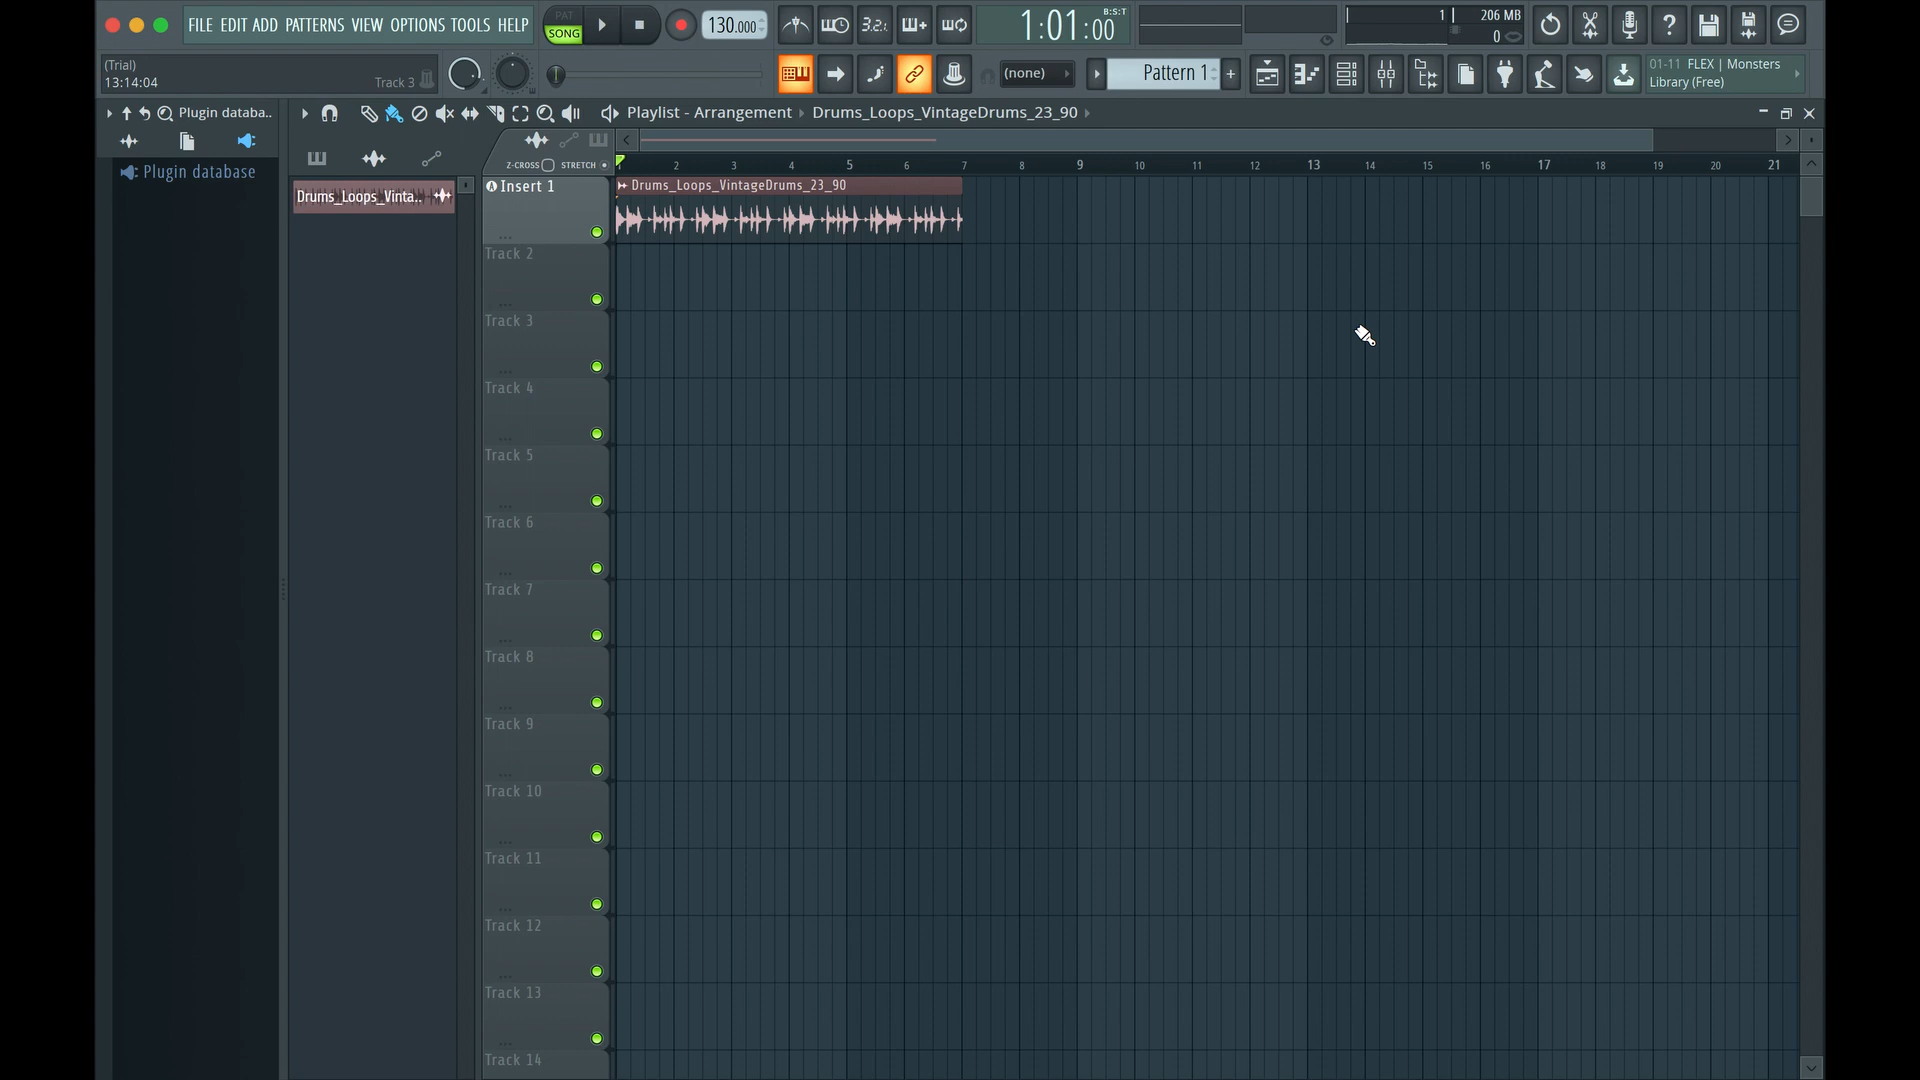 FILE EDIT ADD PATTERNS VIEW OPTIONS TOOLS HELP
PAT
SONG
130.000
3.2.
1:01:00
B:S:T
1
206 MB
0
(Trial)
13:14:04
Track 3
(none)
Pattern 1
01-11 FLEX | Monsters
Library (Free)
Plugin databa..
Playlist - Arrangement › Drums_Loops_VintageDrums_23_90
Plugin database
Z-CROSS STRETCH
1 2 3 4 5 6 7 8 9 10 11 12 13 14 15 16 17 18 19 20 21
Drums_Loops_Vinta..
Insert 1
Drums_Loops_VintageDrums_23_90
Track 2
Track 3
Track 4
Track 5
Track 6
Track 7
Track 8
Track 9
Track 10
Track 11
Track 12
Track 13
Track 14